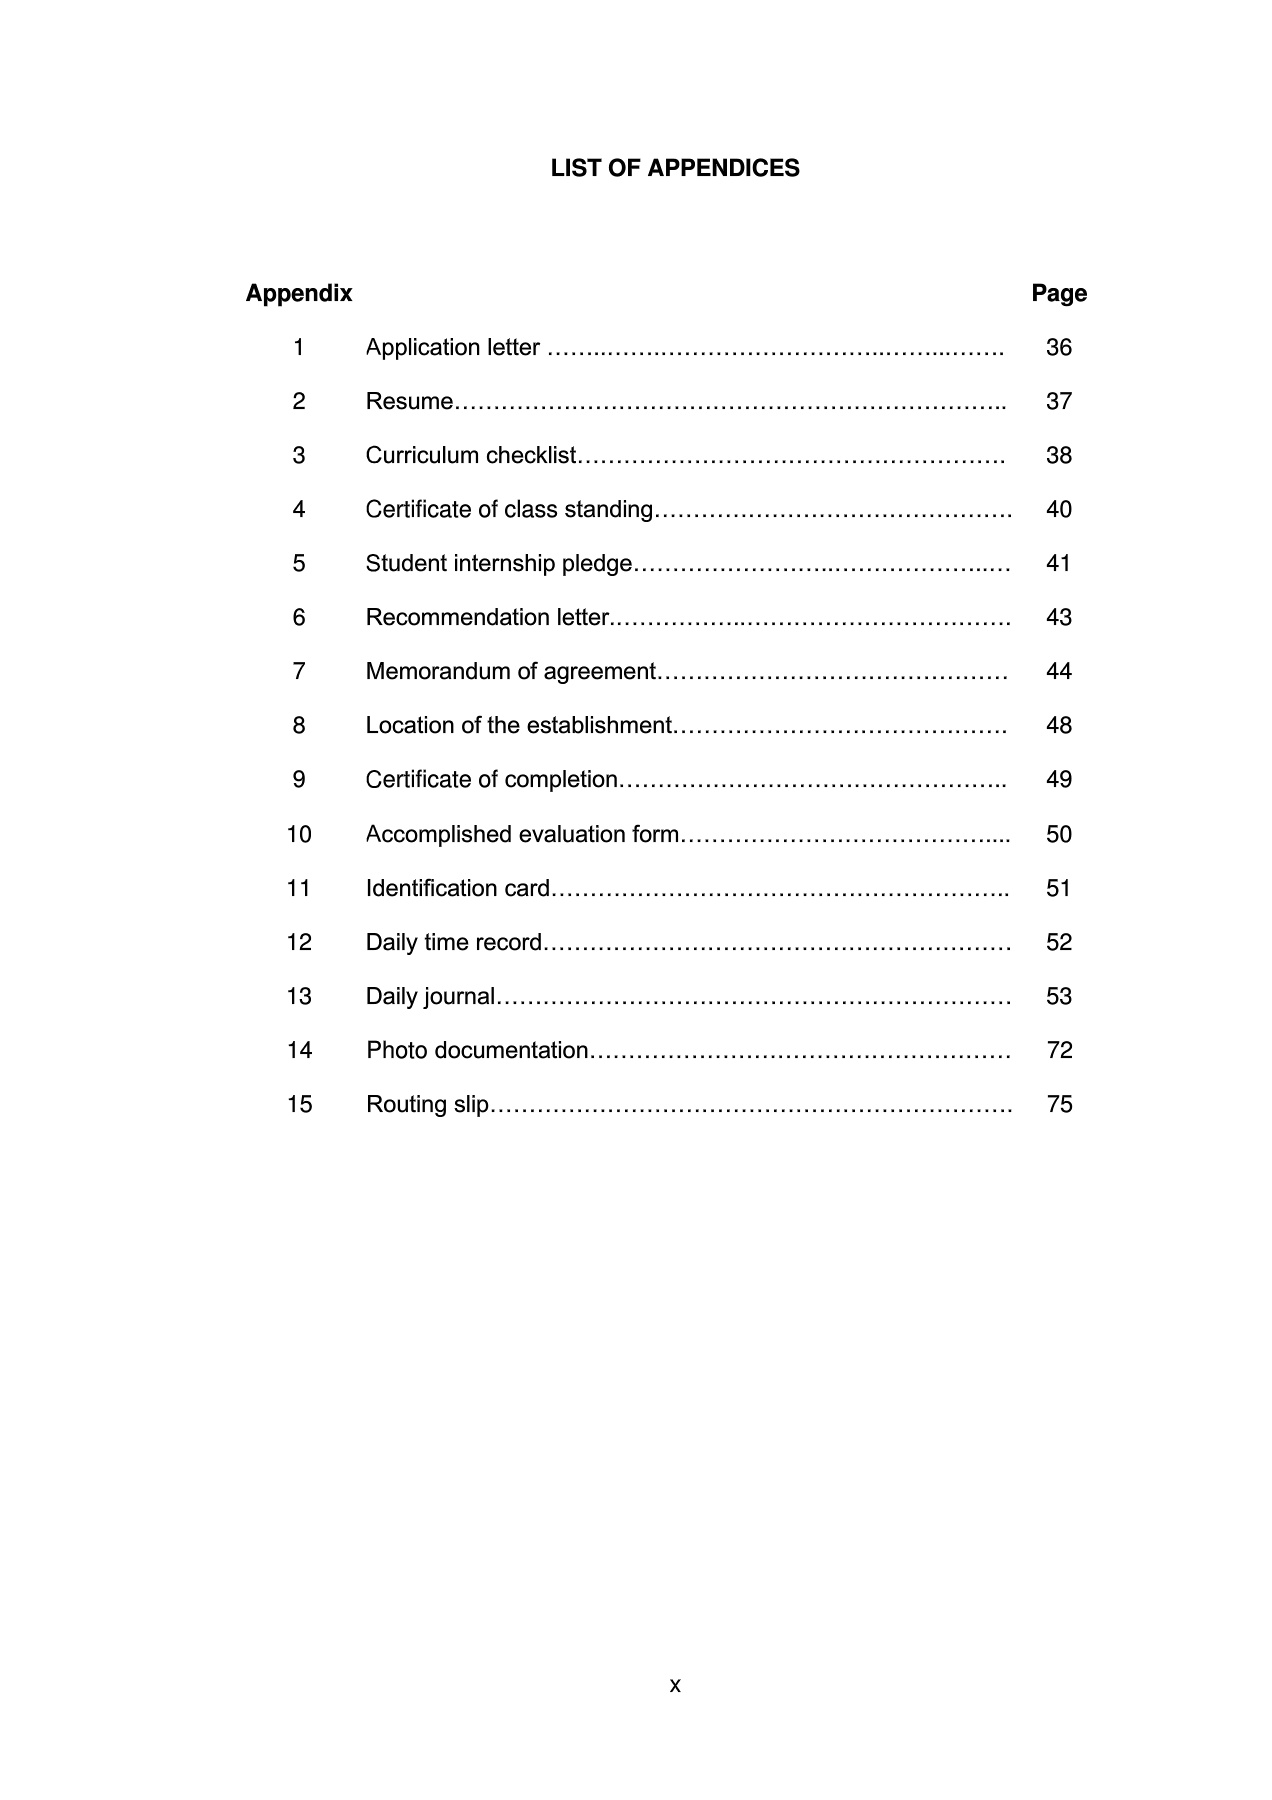 LIST OF APPENDICES
Appendix Page
1 Application letter ……..……..………………………..……...…….. 36
2 Resume…………………………………………………………….. 37
3 Curriculum checklist………………………………………………. 38
4 Certificate of class standing………………………………………. 40
5 Student internship pledge……………………..………………..… 41
6 Recommendation letter.……………..……………………………. 43
7 Memorandum of agreement……………………………………… 44
8 Location of the establishment……………………………………. 48
9 Certificate of completion………………………………………….. 49
10 Accomplished evaluation form…………………………………... 50
11 Identification card………………………………………………….. 51
12 Daily time record…………………………………………………… 52
13 Daily journal………………………………………………………… 53
14 Photo documentation……………………………………………… 72
15 Routing slip…………………………………………………………. 75
x